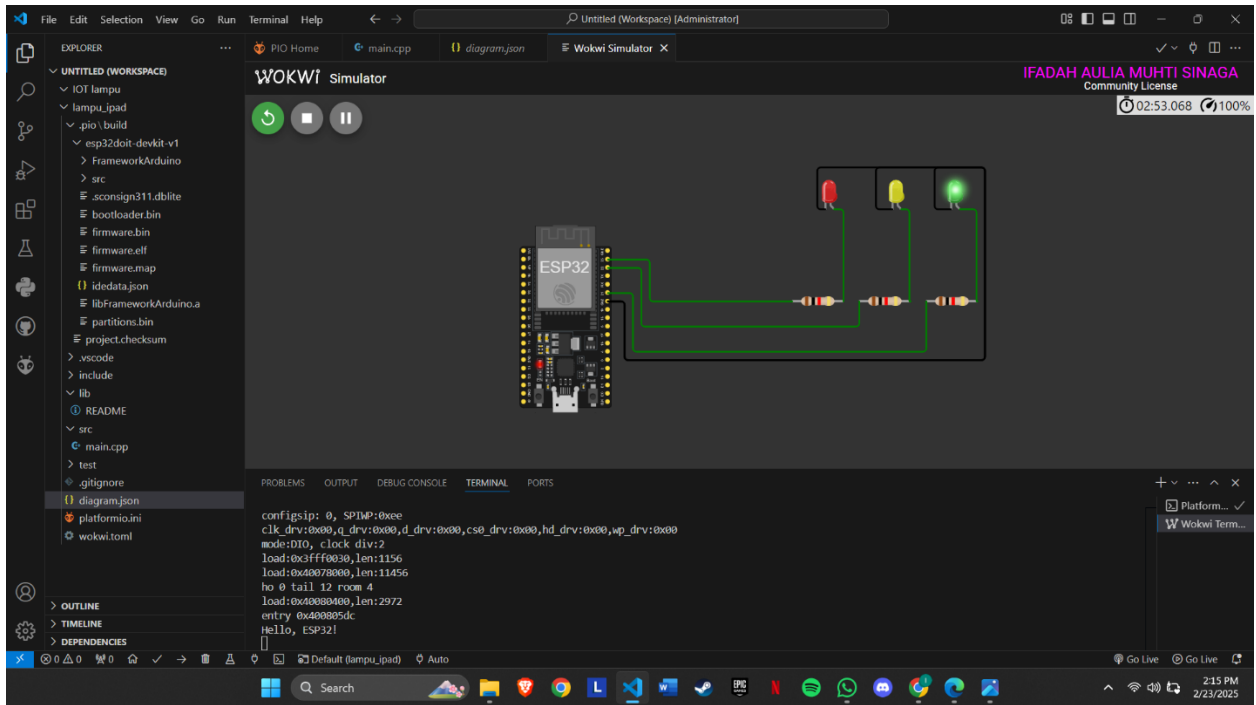 File Edit Selection View Go Run Terminal Help
Untitled (Workspace) [Administrator]
EXPLORER
PIO Home
main.cpp
diagram.json
Wokwi Simulator
UNTITLED (WORKSPACE)
IOT lampu
lampu_ipad
.pio \ build
esp32doit-devkit-v1
FrameworkArduino
src
.sconsign311.dblite
bootloader.bin
firmware.bin
firmware.elf
firmware.map
idedata.json
libFrameworkArduino.a
partitions.bin
project.checksum
.vscode
include
lib
README
src
main.cpp
test
.gitignore
diagram.json
platformio.ini
wokwi.toml
OUTLINE
TIMELINE
DEPENDENCIES
WOKWI Simulator
IFADAH AULIA MUHTI SINAGA
Community License
02:53.068 100%
ESP32
PROBLEMS OUTPUT DEBUG CONSOLE TERMINAL PORTS
configsip: 0, SPIWP:0xee
clk_drv:0x00,q_drv:0x00,d_drv:0x00,cs0_drv:0x00,hd_drv:0x00,wp_drv:0x00
mode:DIO, clock div:2
load:0x3fff0030,len:1156
load:0x40078000,len:11456
ho 0 tail 12 room 4
load:0x40080400,len:2972
entry 0x400805dc
Hello, ESP32!
Platform...
Wokwi Term...
0 0 0 Default (lampu_ipad) Auto
Go Live Go Live
Search
2:15 PM
2/23/2025